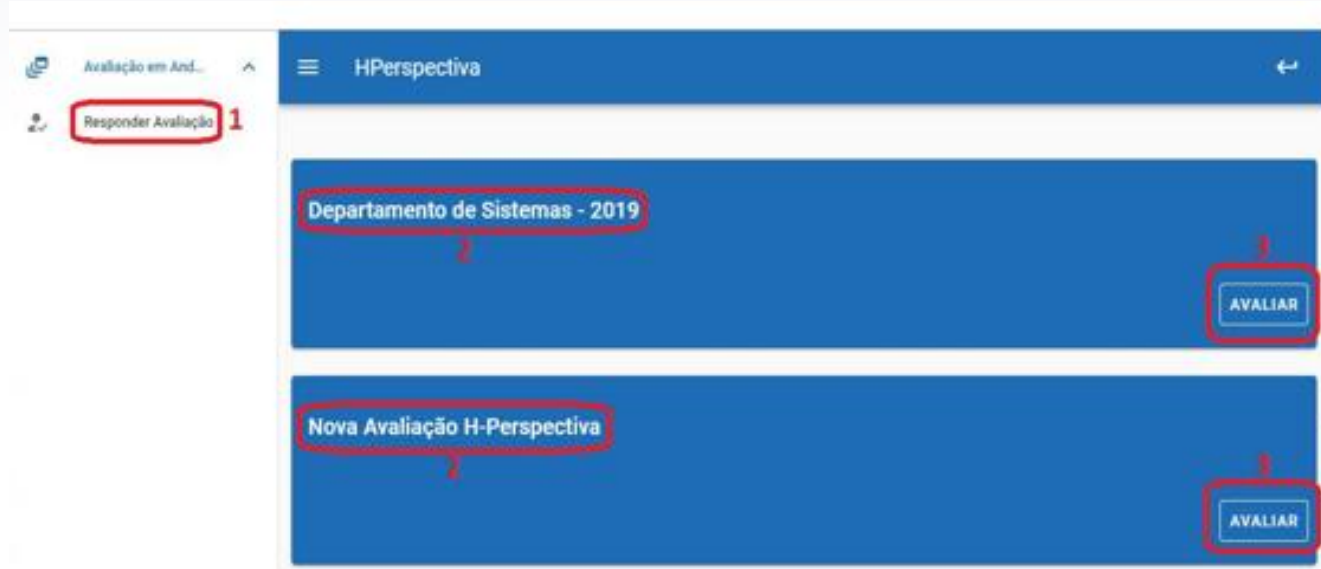 Avaliação em And...
HPerspectiva
Responder Avaliação 1
Departamento de Sistemas - 2019
2
3
AVALIAR
Nova Avaliação H-Perspectiva
2
3
AVALIAR